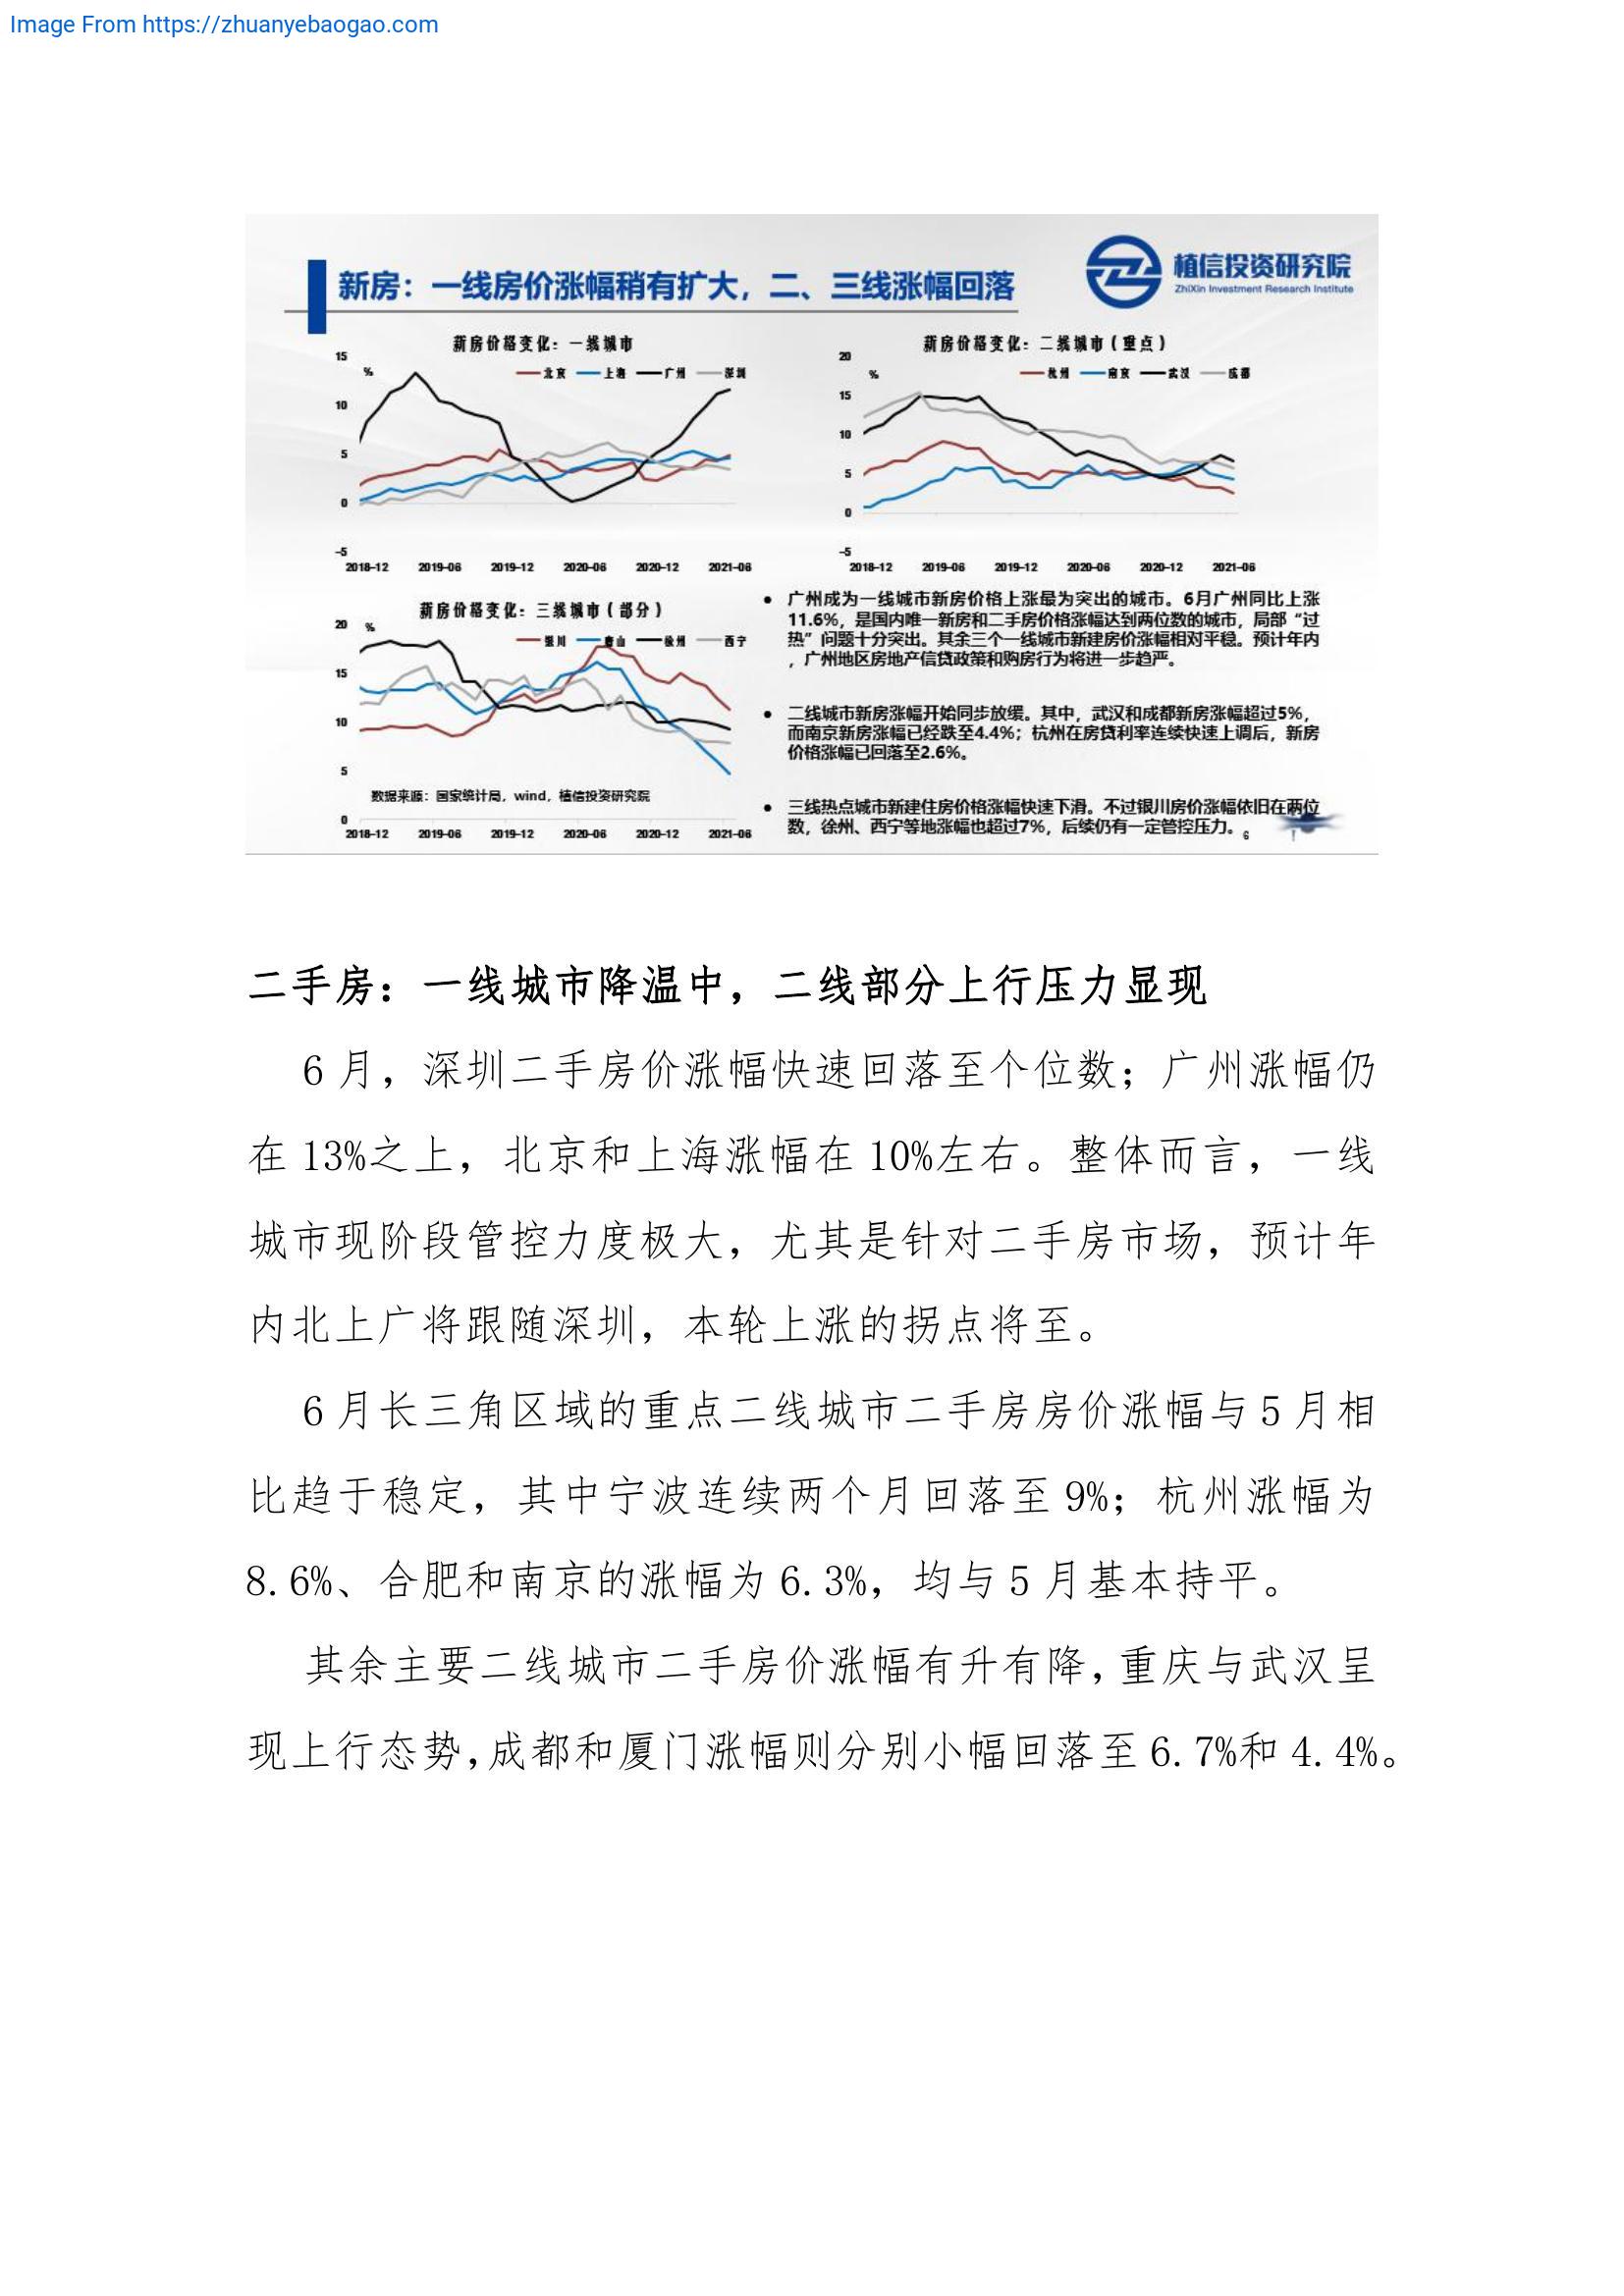 Image From https://zhuanyebaogao.com
新房：一线房价涨幅稍有扩大，二、三线涨幅回落
植信投资研究院
ZhiXin Investment Research Institute
新房价格变化：一线城市
15
%
北京 上海 广州 深圳
10
5
0
-5
2018-12 2019-06 2019-12 2020-06 2020-12 2021-06
新房价格变化：二线城市（重点）
20
%
杭州 南京 武汉 成都
15
10
5
0
-5
2018-12 2019-06 2019-12 2020-06 2020-12 2021-06
新房价格变化：三线城市（部分）
20
%
银川 唐山 徐州 西宁
15
10
5
数据来源：国家统计局，wind，植信投资研究院
0
2018-12 2019-06 2019-12 2020-06 2020-12 2021-06
● 广州成为一线城市新房价格上涨最为突出的城市。6月广州同比上涨
11.6%，是国内唯一新房和二手房价格涨幅达到两位数的城市，局部“过
热”问题十分突出。其余三个一线城市新建房价涨幅相对平稳。预计年内
，广州地区房地产信贷政策和购房行为将进一步趋严。
● 二线城市新房涨幅开始同步放缓。其中，武汉和成都新房涨幅超过5%，
而南京新房涨幅已经跌至4.4%；杭州在房贷利率连续快速上调后，新房
价格涨幅已回落至2.6%。
● 三线热点城市新建住房价格涨幅快速下滑。不过银川房价涨幅依旧在两位
数，徐州、西宁等地涨幅也超过7%，后续仍有一定管控压力。
6
二手房：一线城市降温中，二线部分上行压力显现
6 月，深圳二手房价涨幅快速回落至个位数；广州涨幅仍
在 13%之上，北京和上海涨幅在 10%左右。整体而言，一线
城市现阶段管控力度极大，尤其是针对二手房市场，预计年
内北上广将跟随深圳，本轮上涨的拐点将至。
6 月长三角区域的重点二线城市二手房房价涨幅与 5 月相
比趋于稳定，其中宁波连续两个月回落至 9%；杭州涨幅为
8.6%、合肥和南京的涨幅为 6.3%，均与 5 月基本持平。
其余主要二线城市二手房价涨幅有升有降，重庆与武汉呈
现上行态势，成都和厦门涨幅则分别小幅回落至 6.7%和 4.4%。